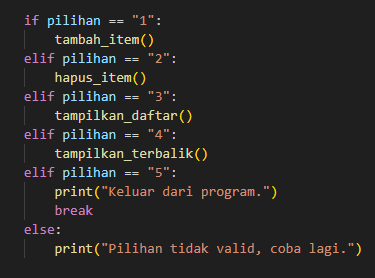 if pilihan == "1":
    tambah_item()
elif pilihan == "2":
    hapus_item()
elif pilihan == "3":
    tampilkan_daftar()
elif pilihan == "4":
    tampilkan_terbalik()
elif pilihan == "5":
    print("Keluar dari program.")
    break
else:
    print("Pilihan tidak valid, coba lagi.")